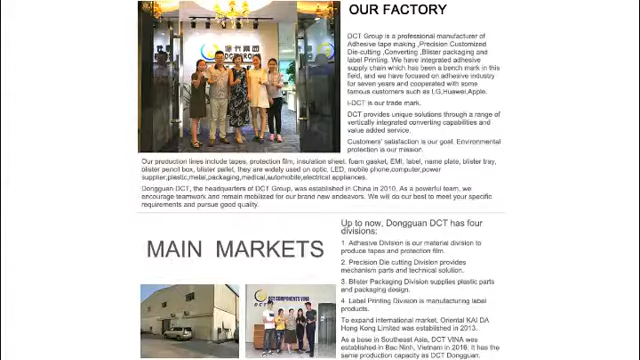 OUR FACTORY
DCT Group is a professional manufacturer of
Adhesive tape making ,Precision Customized
Die-cutting ,Converting ,Blister packaging and
label Printing. We have integrated adhesive
supply chain which has been a bench mark in this
field, and we have focused on adhesive industry
for seven years and cooperated with some
famous customers such as LG,Huawei,Apple.
I-DCT is our trade mark.
DCT provides unique solutions through a range of
vertically integrated converting capabilities and
value added service.
Customers' satisfaction is our goal. Environmental
protection is our mission.
Our production lines include tapes, protection film, insulation sheet, foam gasket, EMI, label, name plate, blister tray,
blister pencil box, blister pallet, they are widely used on optic, LED, mobile phone,computer,power
supplier,plastic,metal,packaging,medical,automobile,electrical appliances.
Dongguan DCT, the headquarters of DCT Group, was established in China in 2010. As a powerful team, we
encourage teamwork and remain mobilized for our brand new endeavors. We will do our best to meet your specific
requirements and pursue good quality.
MAIN MARKETS
Up to now, Dongguan DCT has four
divisions:
1 Adhesive Division is our material division to
produce tapes and protection film.
2. Precision Die cutting Division provides
mechanism parts and technical solution.
3. Blister Packaging Division supplies plastic parts
and packaging design.
4 Label Printing Division is manufacturing label
products.
To expand international market, Oriental KAI DA
Hong Kong Limited was established in 2013.
As a base in Southeast Asia, DCT VINA was
established in Bac Ninh, Vietnam in 2016. It has the
same production capacity as DCT Dongguan.
DCT COMPONENTS VINA
DCT